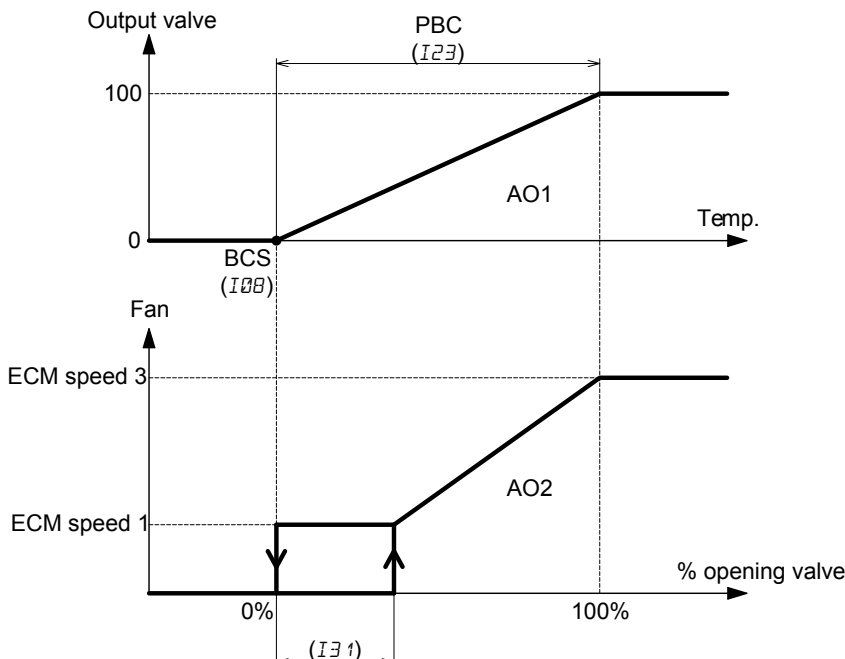 Output valve
PBC
(I23)
100
AO1
Temp.
0
BCS
(I08)
Fan
ECM speed 3
AO2
ECM speed 1
% opening valve
0%
100%
(I31)